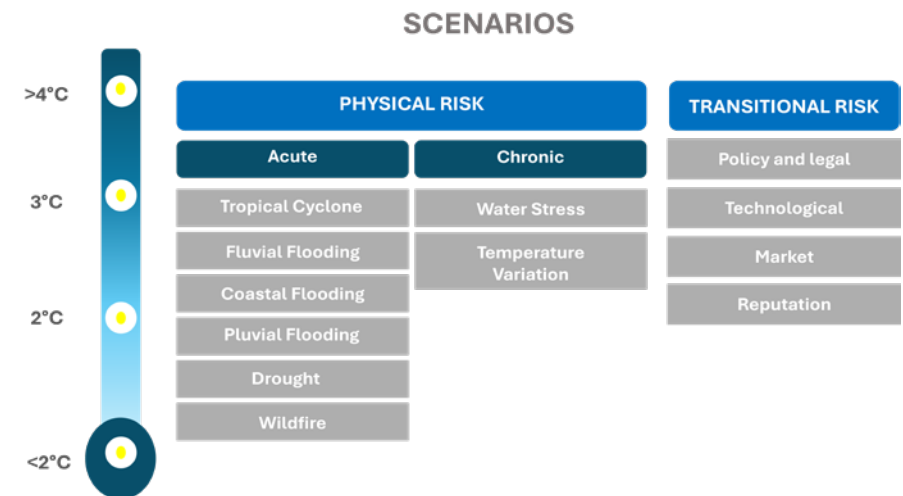 SCENARIOS
>4°C
3°C
2°C
<2°C
PHYSICAL RISK
Acute
Tropical Cyclone
Fluvial Flooding
Coastal Flooding
Pluvial Flooding
Drought
Wildfire
Chronic
Water Stress
Temperature
Variation
TRANSITIONAL RISK
Policy and legal
Technological
Market
Reputation